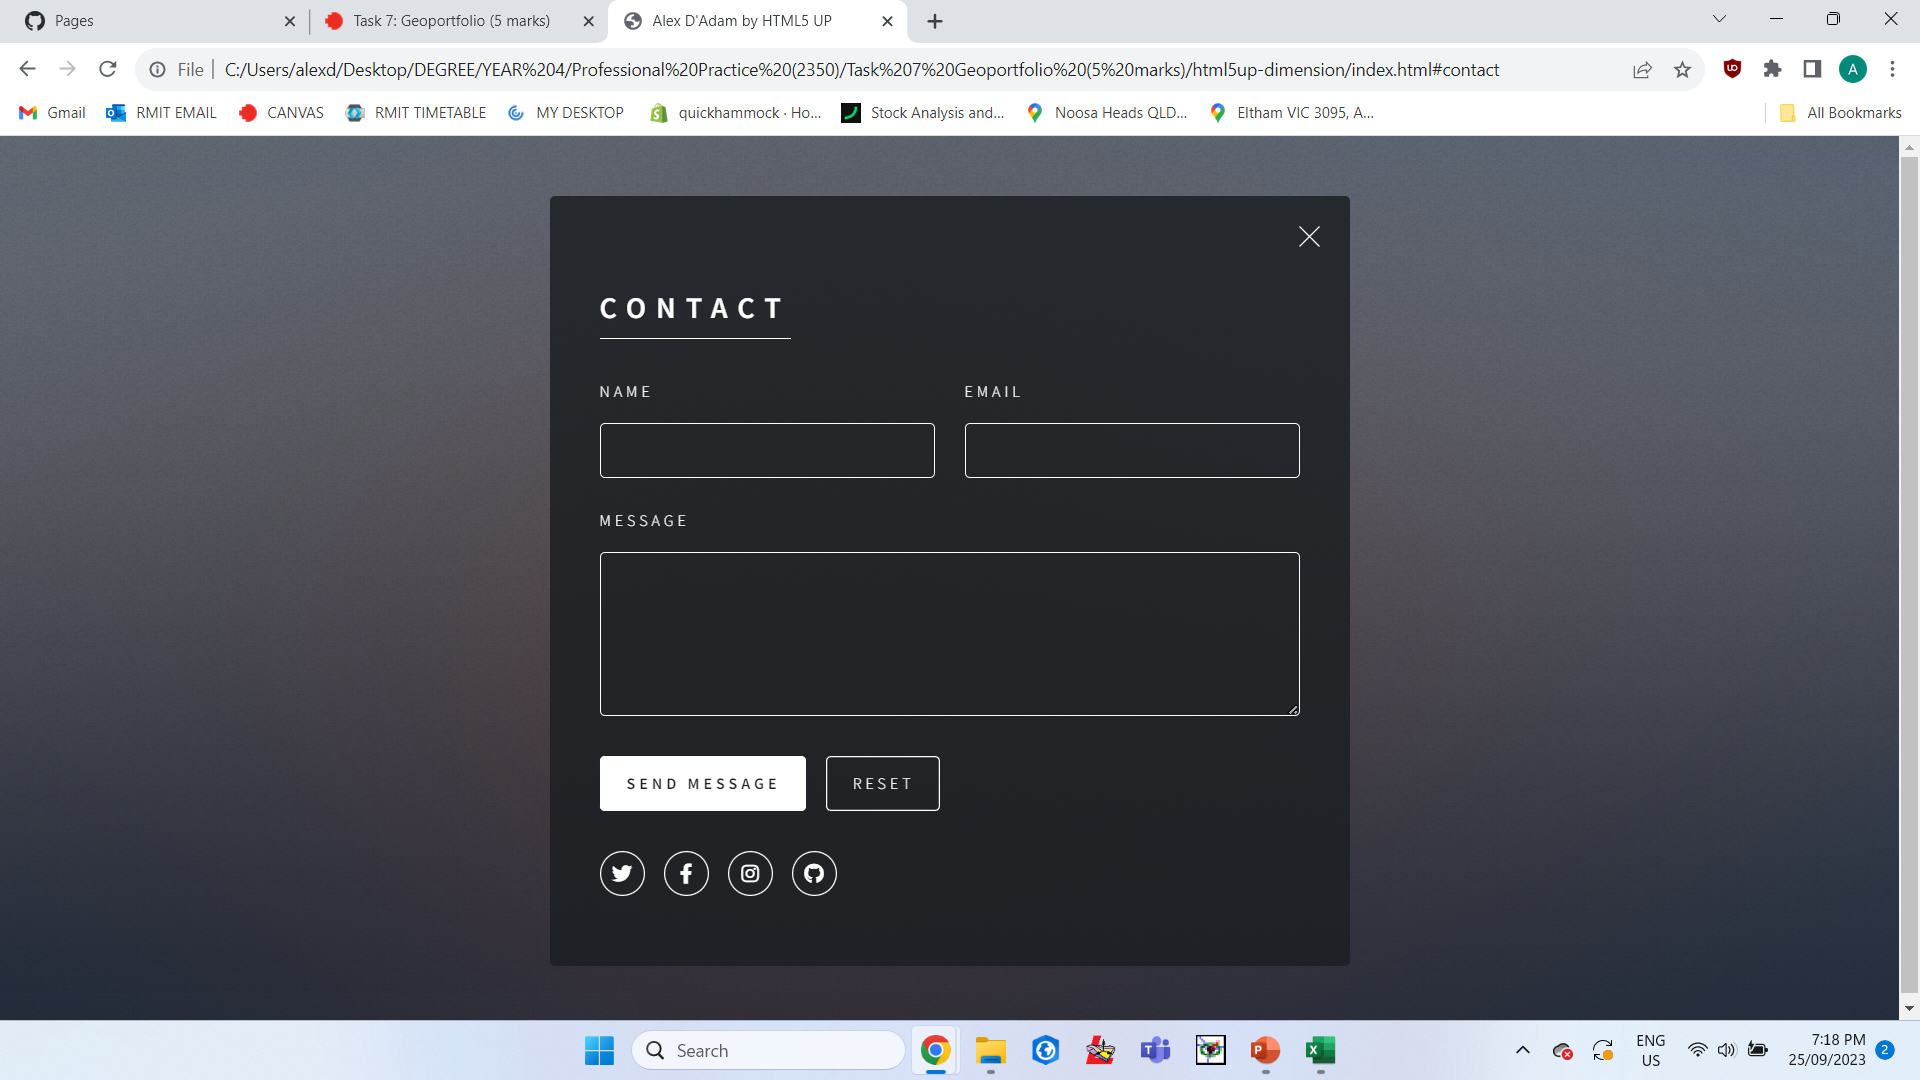 Pages
Task 7: Geoportfolio (5 marks)
Alex D'Adam by HTML5 UP
File
C:/Users/alexd/Desktop/DEGREE/YEAR%204/Professional%20Practice%20(2350)/Task%207%20Geoportfolio%20(5%20marks)/html5up-dimension/index.html#contact
A
Gmail
RMIT EMAIL
CANVAS
RMIT TIMETABLE
MY DESKTOP
quickhammock · Ho...
Stock Analysis and...
Noosa Heads QLD...
Eltham VIC 3095, A...
All Bookmarks
CONTACT
NAME
EMAIL
MESSAGE
SEND MESSAGE
RESET
Search
ENG
US
7:18 PM
25/09/2023
2